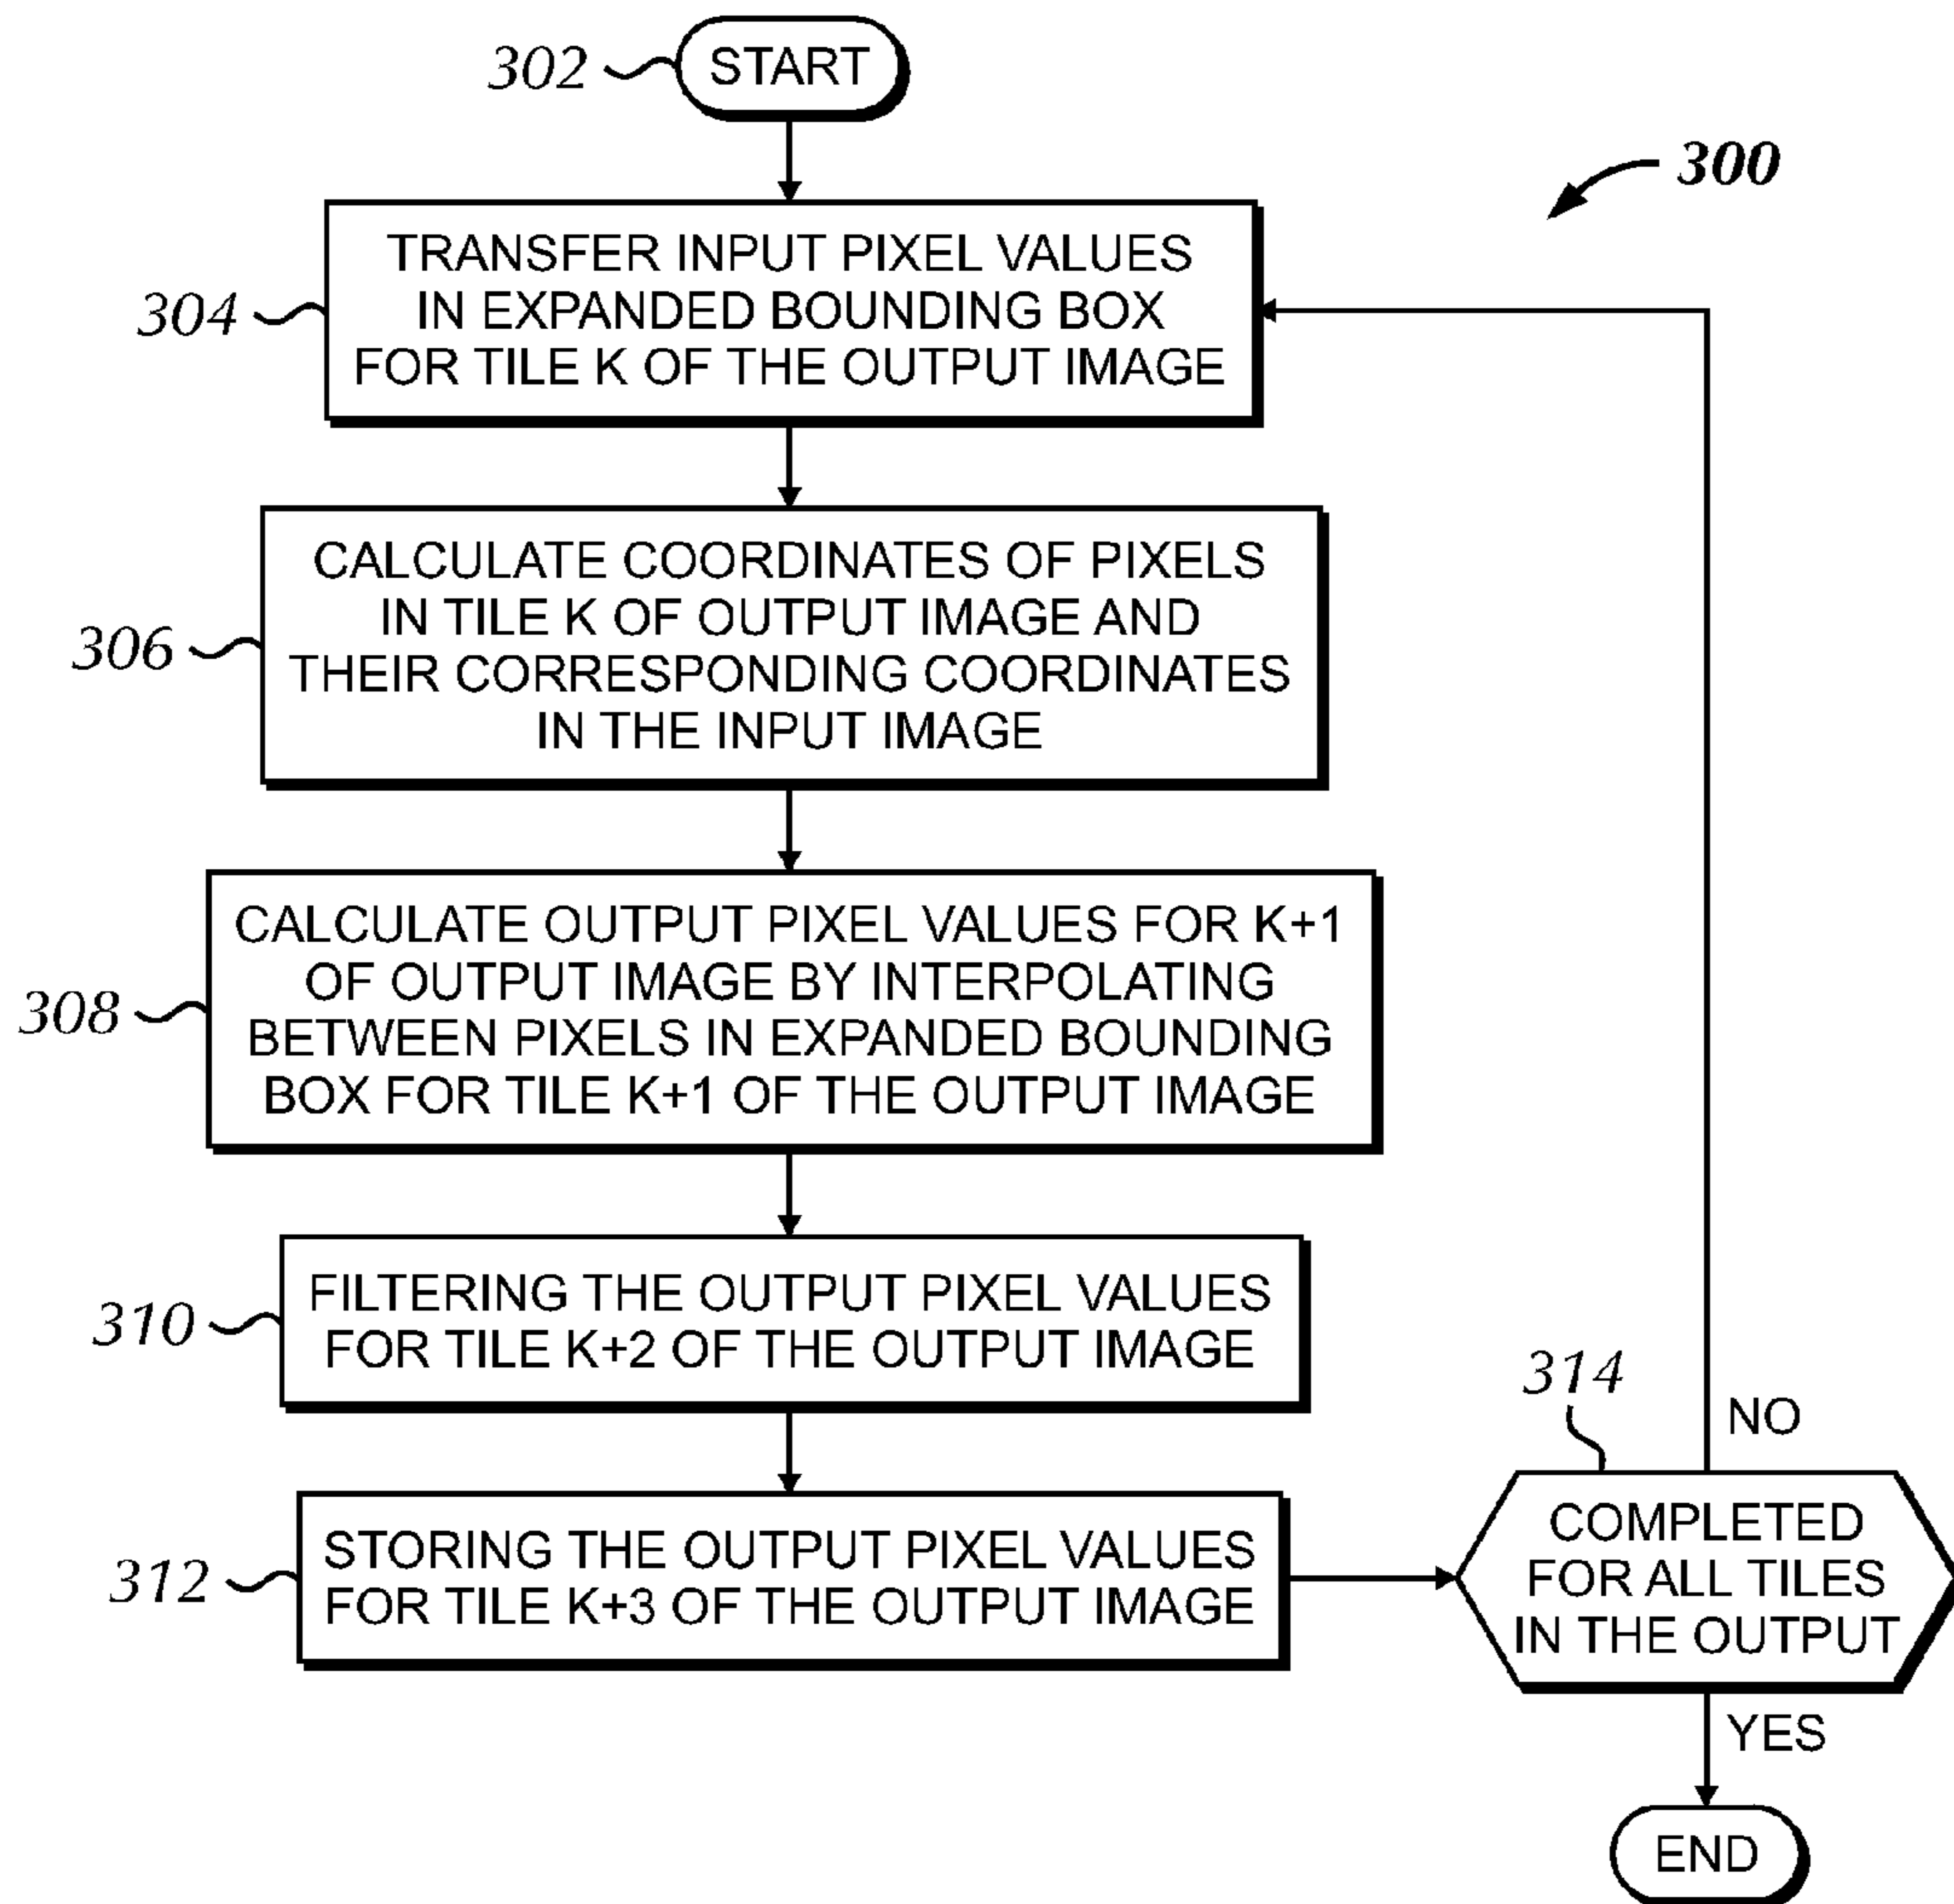 302
START
300
304
TRANSFER INPUT PIXEL VALUES
IN EXPANDED BOUNDING BOX
FOR TILE K OF THE OUTPUT IMAGE
306
CALCULATE COORDINATES OF PIXELS
IN TILE K OF OUTPUT IMAGE AND
THEIR CORRESPONDING COORDINATES
IN THE INPUT IMAGE
308
CALCULATE OUTPUT PIXEL VALUES FOR K+1
OF OUTPUT IMAGE BY INTERPOLATING
BETWEEN PIXELS IN EXPANDED BOUNDING
BOX FOR TILE K+1 OF THE OUTPUT IMAGE
310
FILTERING THE OUTPUT PIXEL VALUES
FOR TILE K+2 OF THE OUTPUT IMAGE
312
STORING THE OUTPUT PIXEL VALUES
FOR TILE K+3 OF THE OUTPUT IMAGE
314
NO
COMPLETED
FOR ALL TILES
IN THE OUTPUT
YES
END